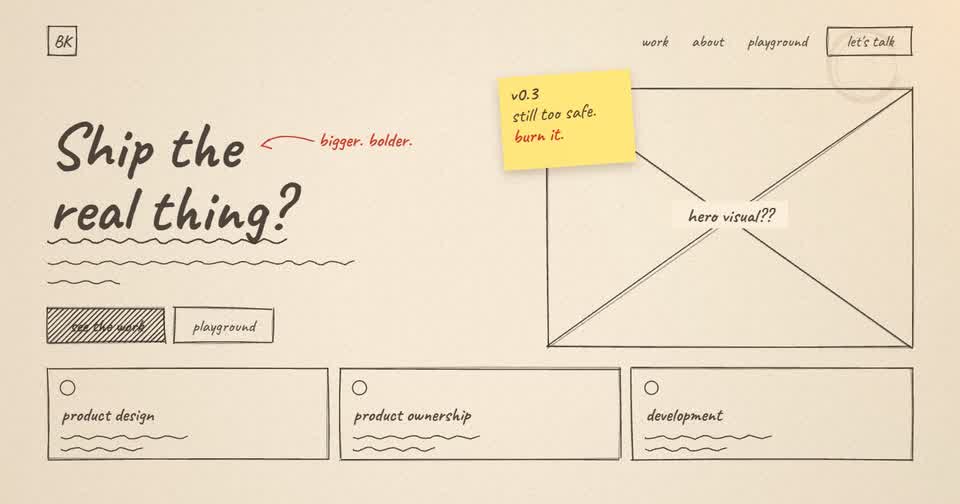 BK
work
about
playground
let's talk
v0.3
still too safe.
burn it.
Ship the
real thing?
bigger. bolder.
hero visual??
see the work
playground
product design
product ownership
development